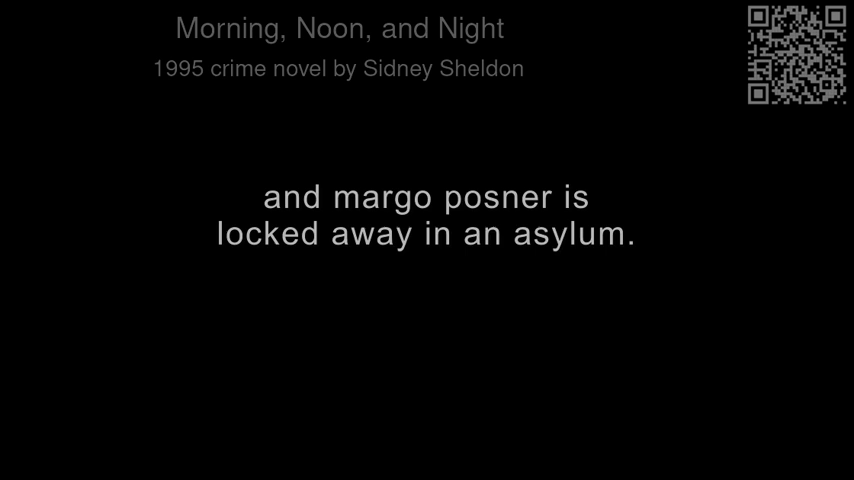 Morning, Noon, and Night
1995 crime novel by Sidney Sheldon
and margo posner is
locked away in an asylum.